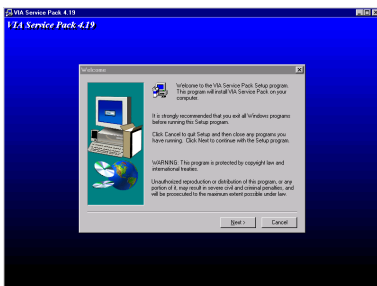 VIA Service Pack 4.19
VIA Service Pack 4.19
Welcome
Welcome to the VIA Service Pack Setup program.
This program will install VIA Service Pack on your
computer.
It is strongly recommended that you exit all Windows programs
before running this Setup program.
Click Cancel to quit Setup and then close any programs you
have running. Click Next to continue with the Setup program.
WARNING: This program is protected by copyright law and
international treaties.
Unauthorized reproduction or distribution of this program, or any
portion of it, may result in severe civil and criminal penalties, and
will be prosecuted to the maximum extent possible under law.
Next >
Cancel